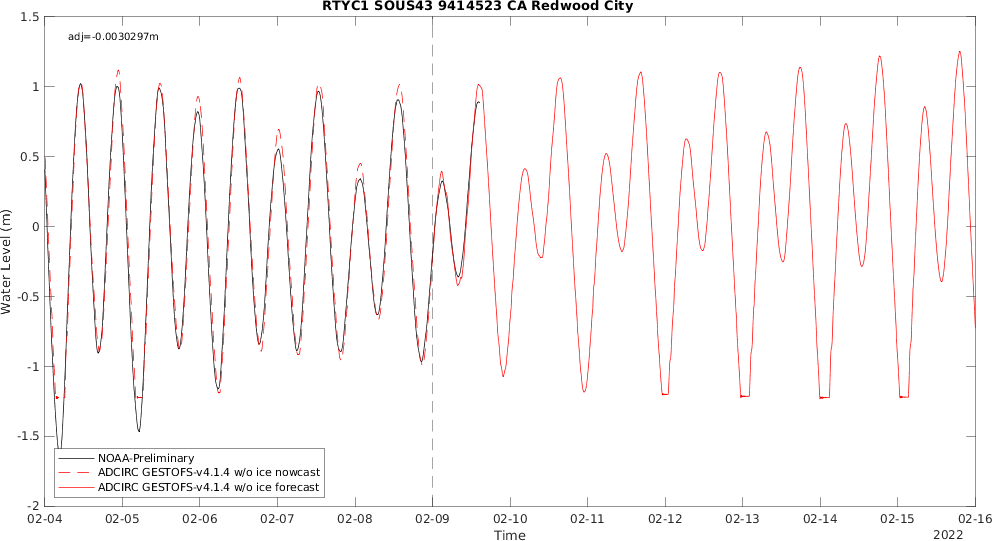 RTYC1 SOUS43 9414523 CA Redwood City
adj=-0.0030297m
1.5
1
0.5
0
-0.5
-1
-1.5
-2
Water Level (m)
NOAA-Preliminary
ADCIRC GESTOFS-v4.1.4 w/o ice nowcast
ADCIRC GESTOFS-v4.1.4 w/o ice forecast
02-04 02-05 02-06 02-07 02-08 02-09 02-10 02-11 02-12 02-13 02-14 02-15 02-16
Time
2022